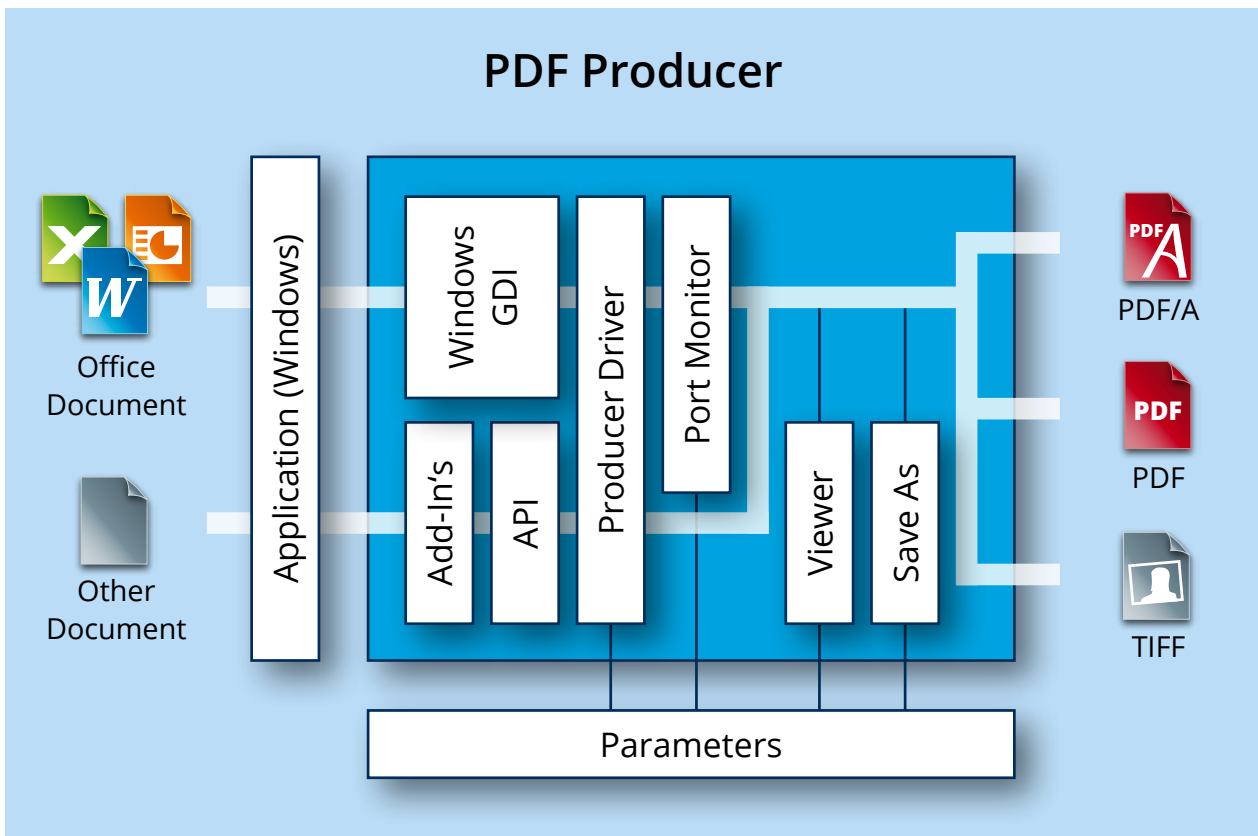 PDF Producer
X
W
Office
Document
Other
Document
Application (Windows)
Windows
GDI
Add-In‘s
API
Producer Driver
Port Monitor
Viewer
Save As
Parameters
PDF
A
PDF/A
PDF
PDF
TIFF